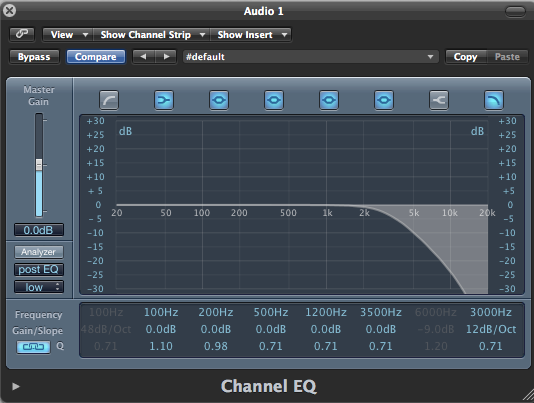 Audio 1
View Show Channel Strip Show Insert
Bypass Compare #default Copy Paste
Master
Gain
+30 dB dB +30
+25 +25
+20 +20
+15 +15
+10 +10
+5 +5
0 0
20 50 100 200 500 1k 2k 5k 10k 20k
-5 -5
-10 -10
-15 -15
-20 -20
-25 -25
-30 -30
0.0dB
Analyzer
post EQ
low
Frequency 100Hz 100Hz 200Hz 500Hz 1200Hz 3500Hz 6000Hz 3000Hz
Gain/Slope 48dB/Oct 0.0dB 0.0dB 0.0dB 0.0dB 0.0dB -9.0dB 12dB/Oct
Q 0.71 1.10 0.98 0.71 0.71 0.71 1.20 0.71
Channel EQ